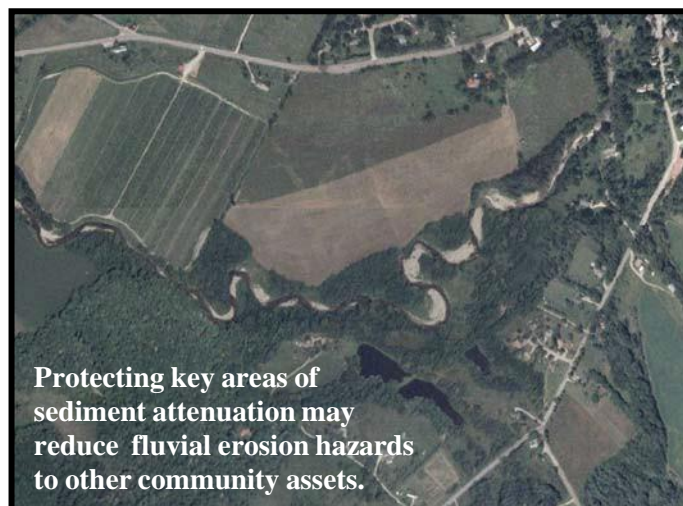 Protecting key areas of
sediment attenuation may
reduce fluvial erosion hazards
to other community assets.